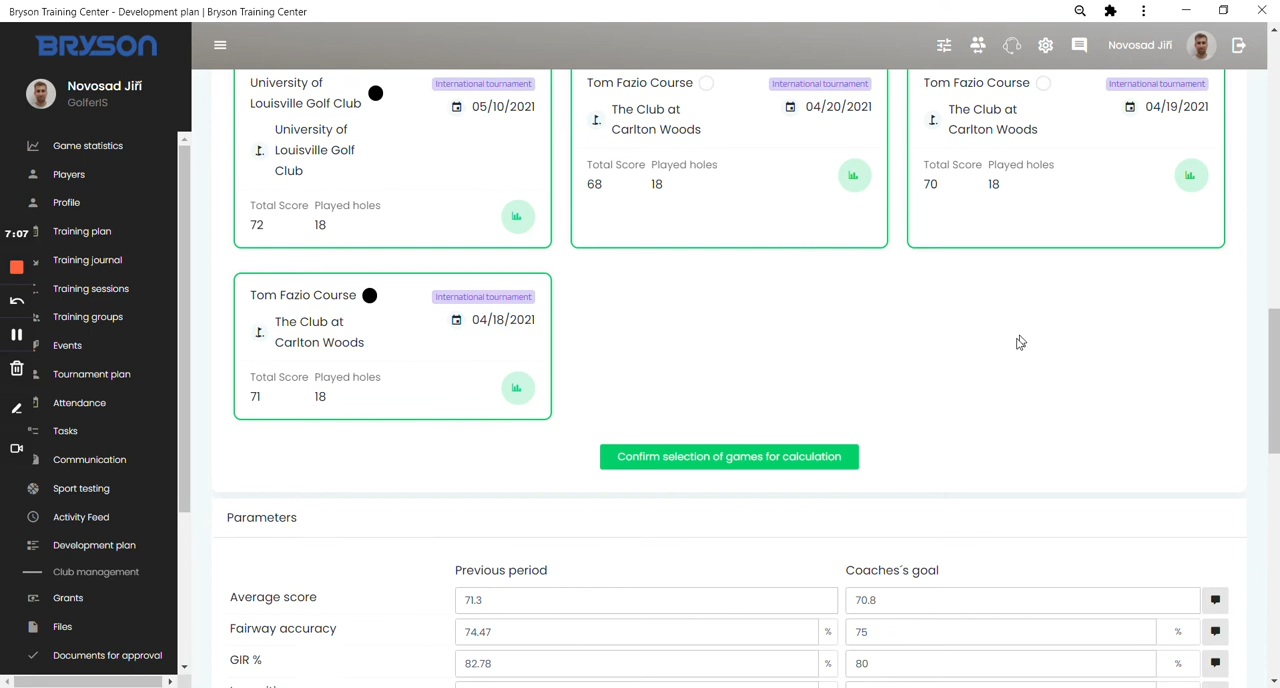 Bryson Training Center - Development plan | Bryson Training Center
BRYSON
Novosad Jiří
Novosad Jiří
GolferIS
Game statistics
Players
Profile
7:07
Training plan
Training journal
Training sessions
Training groups
Events
Tournament plan
Attendance
Tasks
Communication
Sport testing
Activity Feed
Development plan
Club management
Grants
Files
Documents for approval
University of
Louisville Golf Club
International tournament
05/10/2021
University of
Louisville Golf
Club
Total Score Played holes
72 18
Tom Fazio Course
International tournament
04/20/2021
The Club at
Carlton Woods
Total Score Played holes
68 18
Tom Fazio Course
International tournament
04/19/2021
The Club at
Carlton Woods
Total Score Played holes
70 18
Tom Fazio Course
International tournament
04/18/2021
The Club at
Carlton Woods
Total Score Played holes
71 18
Confirm selection of games for calculation
Parameters
Previous period Coaches´s goal
Average score 71.3 70.8
Fairway accuracy 74.47 % 75 %
GIR % 82.78 % 80 %